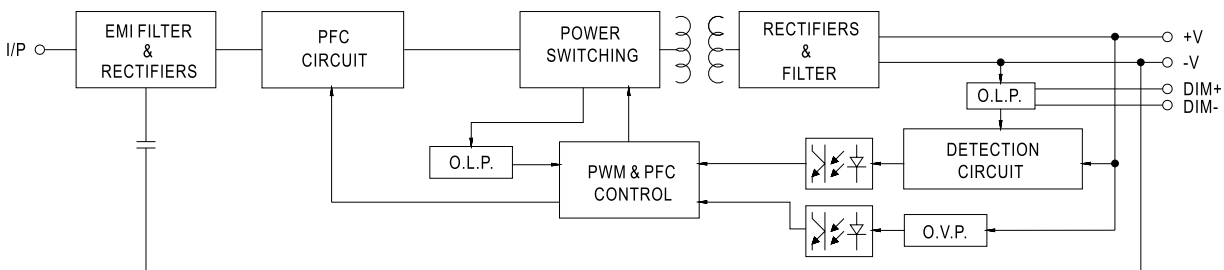 I/P
EMI FILTER
&
RECTIFIERS
PFC
CIRCUIT
POWER
SWITCHING
RECTIFIERS
&
FILTER
+V
-V
DIM+
DIM-
O.L.P.
O.L.P.
PWM & PFC
CONTROL
DETECTION
CIRCUIT
O.V.P.